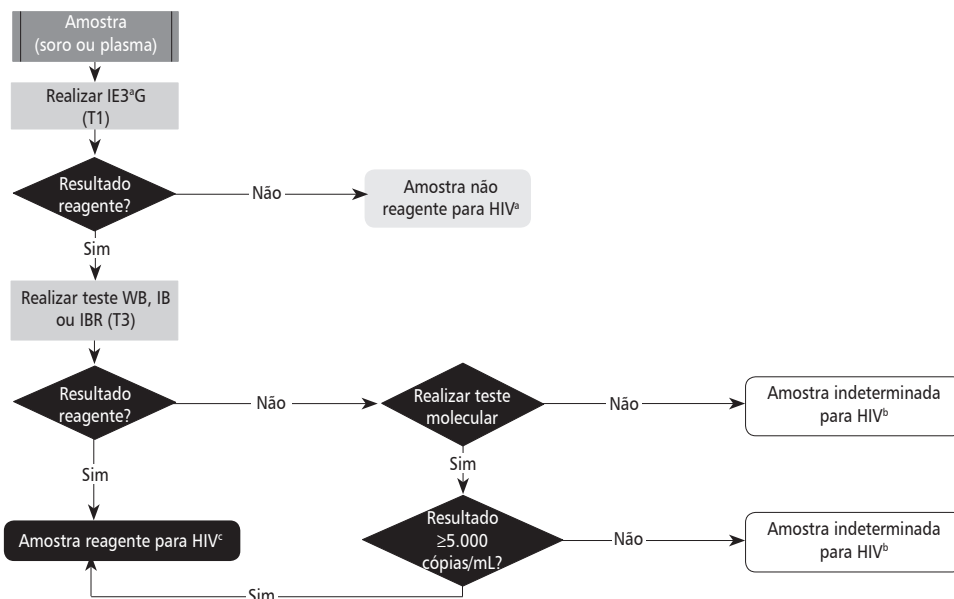 Amostra
(soro ou plasma)
Realizar IE3ªG
(T1)
Resultado
reagente?
Não
Amostra não
reagente para HIVª
Sim
Realizar teste WB, IB
ou IBR (T3)
Resultado
reagente?
Não
Realizar teste
molecular
Não
Amostra indeterminada
para HIVᵇ
Sim
Sim
Amostra reagente para HIVᶜ
Resultado
≥5.000
cópias/mL?
Não
Amostra indeterminada
para HIVᵇ
Sim